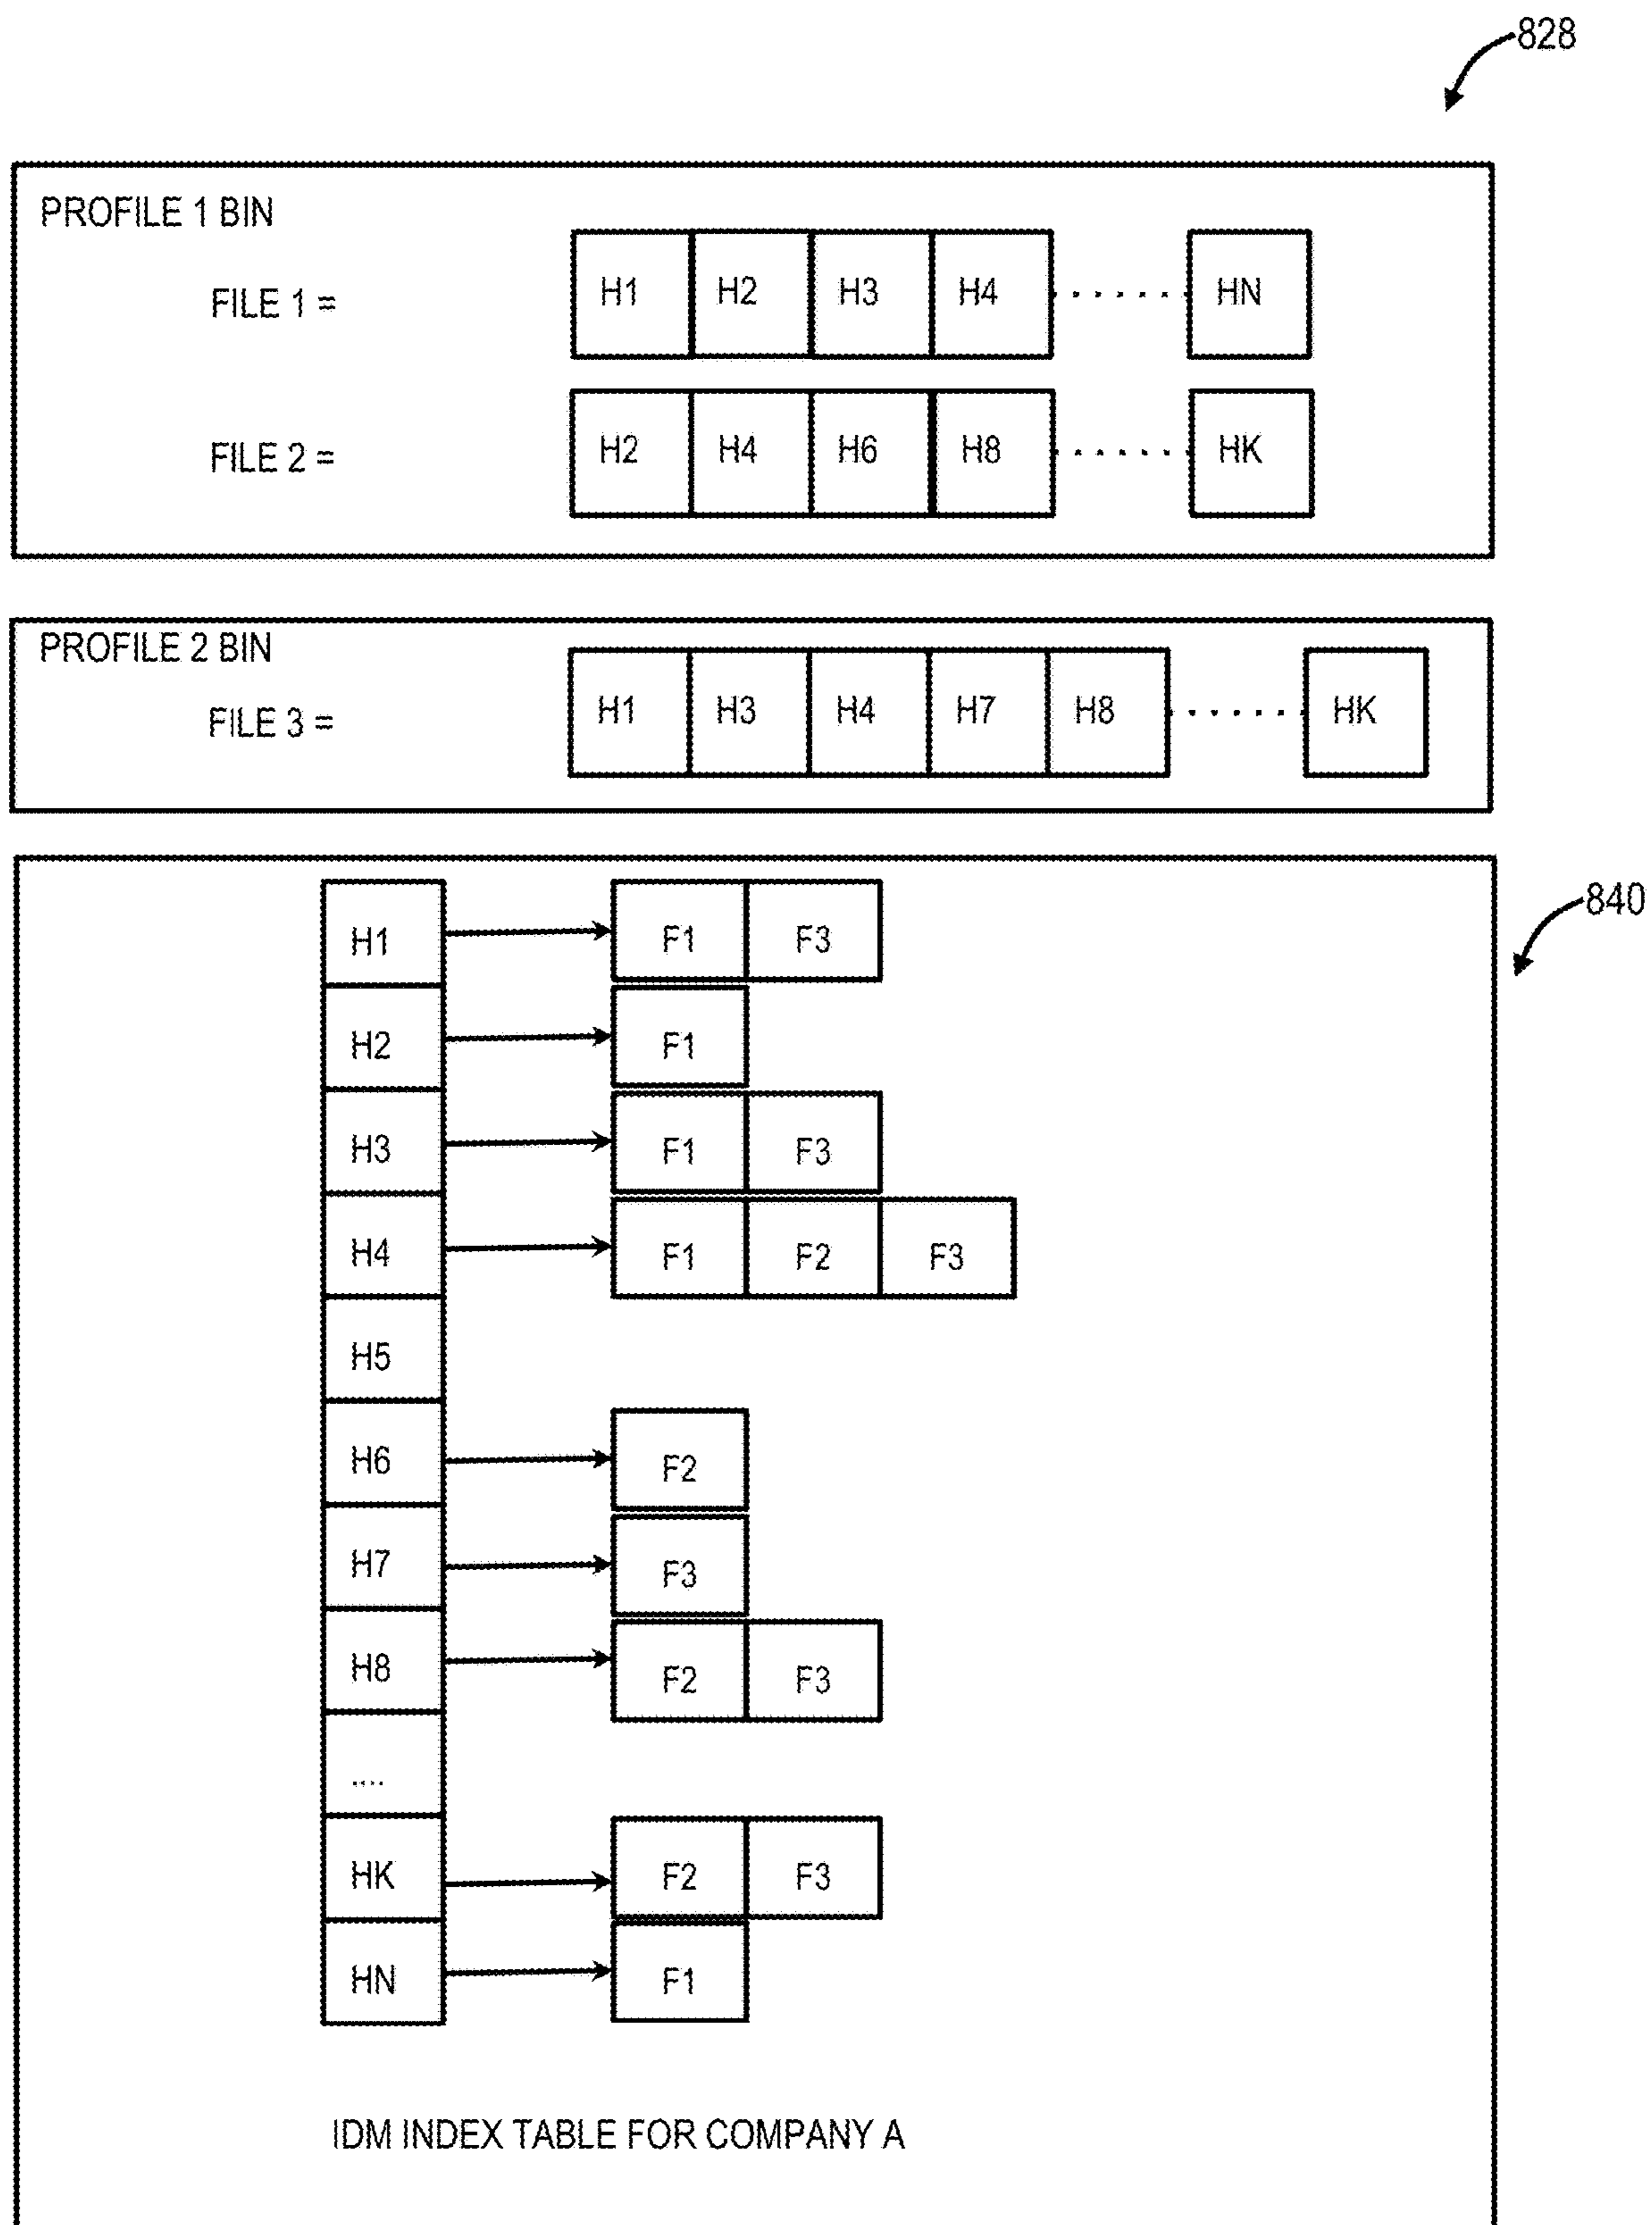 828
PROFILE 1 BIN
FILE 1 = H1 H2 H3 H4 ...... HN
FILE 2 = H2 H4 H6 H8 ...... HK
PROFILE 2 BIN
FILE 3 = H1 H3 H4 H7 H8 ...... HK
840
H1 F1 F3
H2 F1
H3 F1 F3
H4 F1 F2 F3
H5
H6 F2
H7 F3
H8 F2 F3
....
HK F2 F3
HN F1
IDM INDEX TABLE FOR COMPANY A